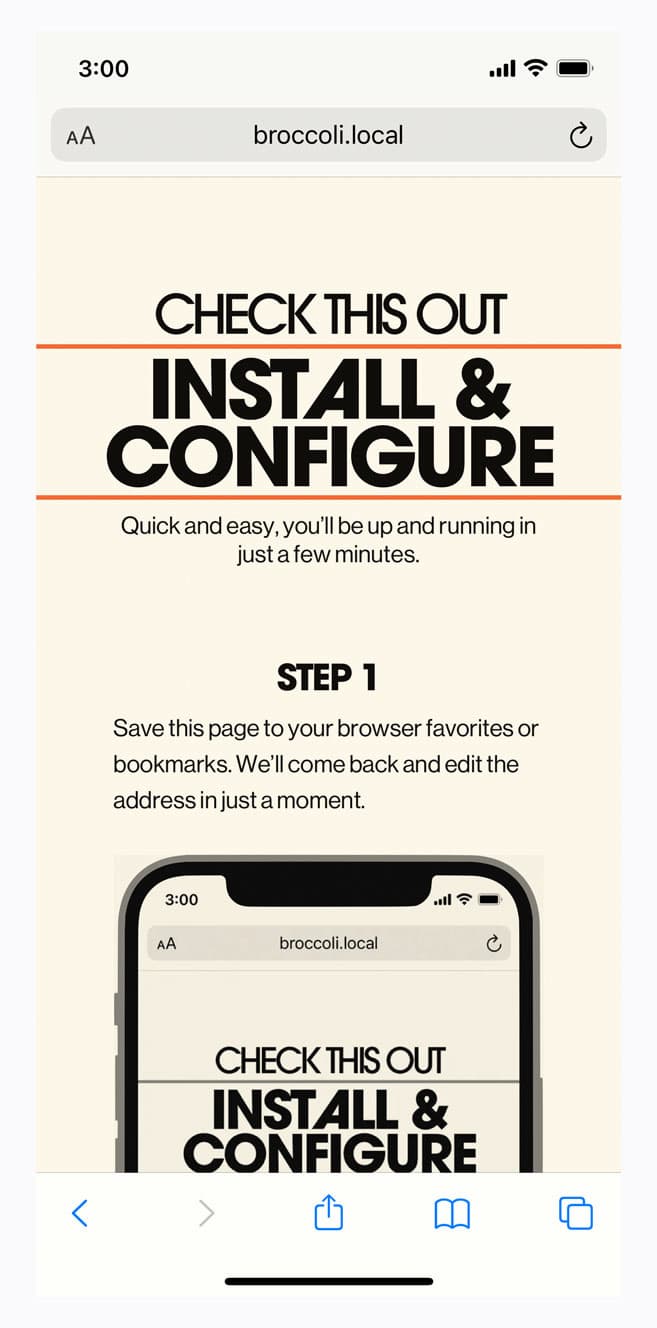 3:00
AA broccoli.local
CHECK THIS OUT
INSTALL &
CONFIGURE
Quick and easy, you’ll be up and running in
just a few minutes.
STEP 1
Save this page to your browser favorites or
bookmarks. We’ll come back and edit the
address in just a moment.
3:00
AA broccoli.local
CHECK THIS OUT
INSTALL &
CONFIGURE